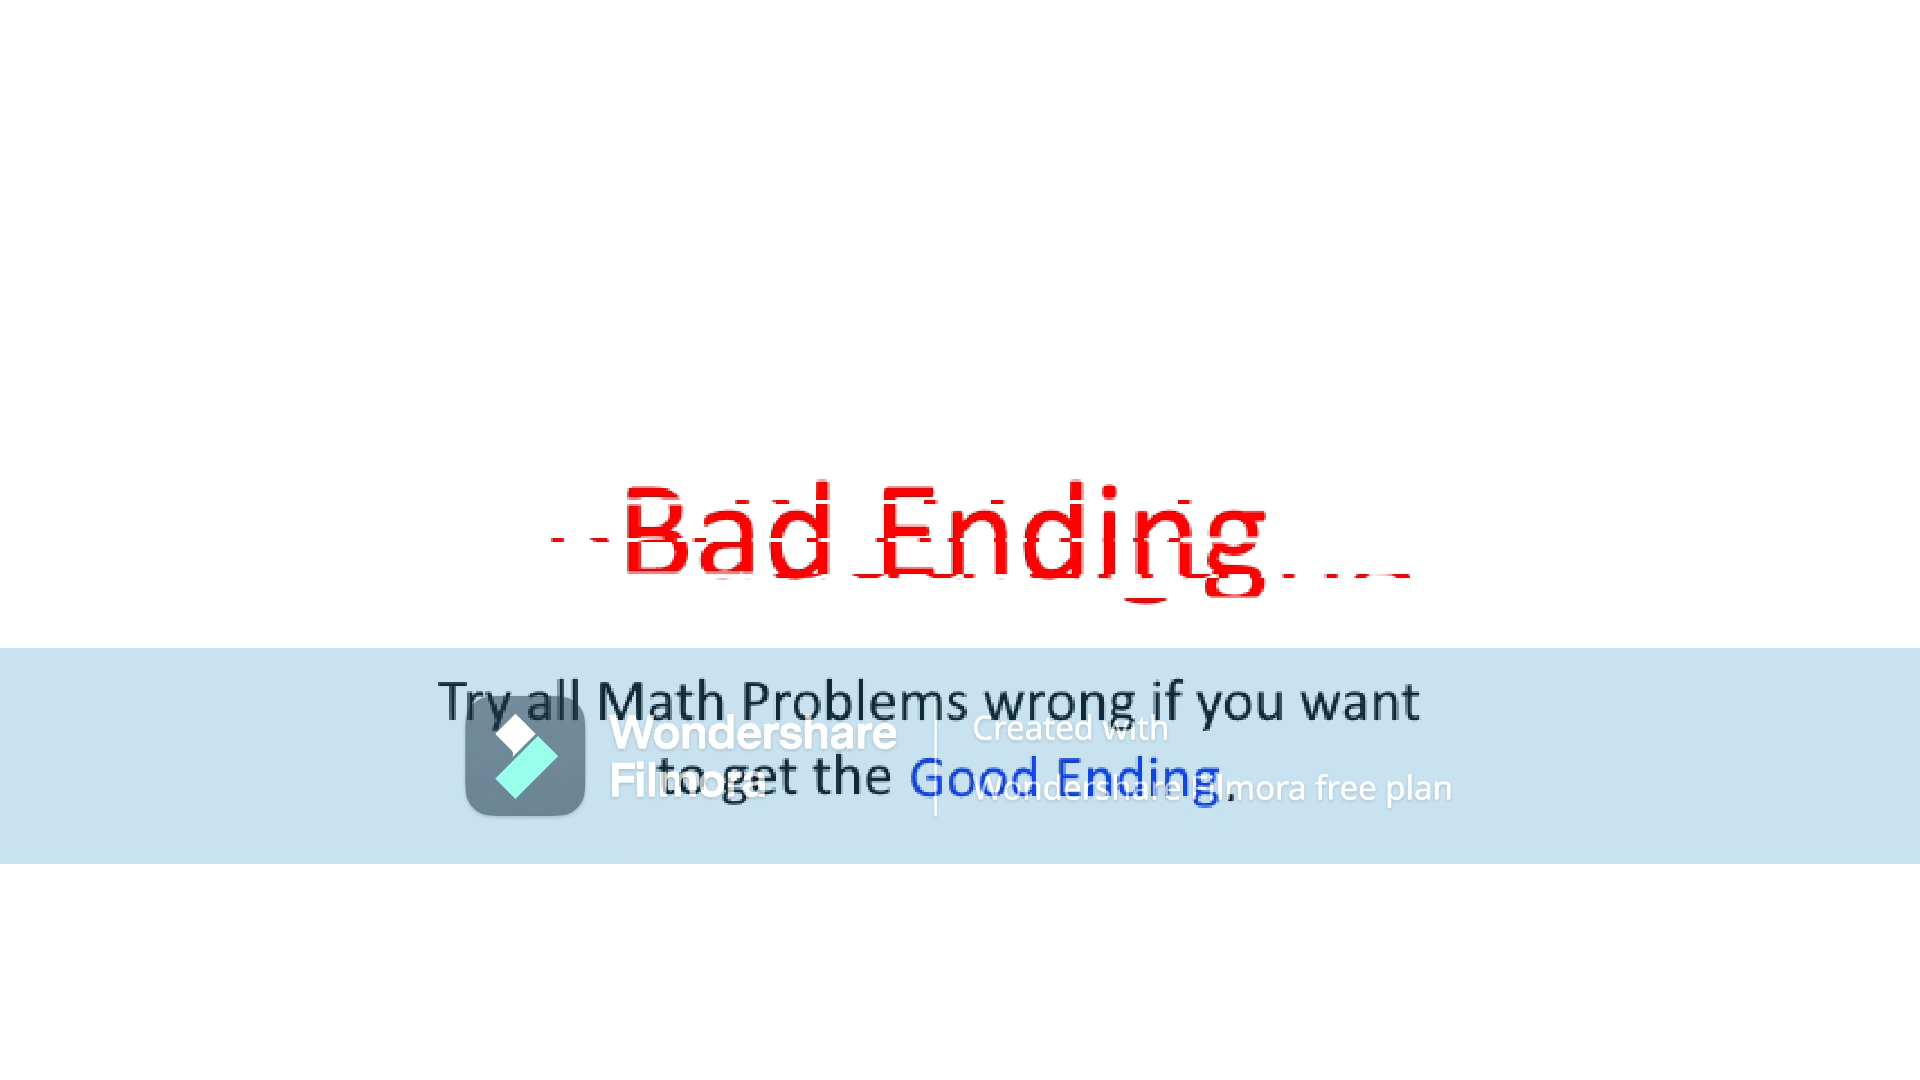 Bad Ending
Try all Math Problems wrong if you want
to get the Good Ending.
Wondershare
Filmora
Created with
Wondershare Filmora free plan